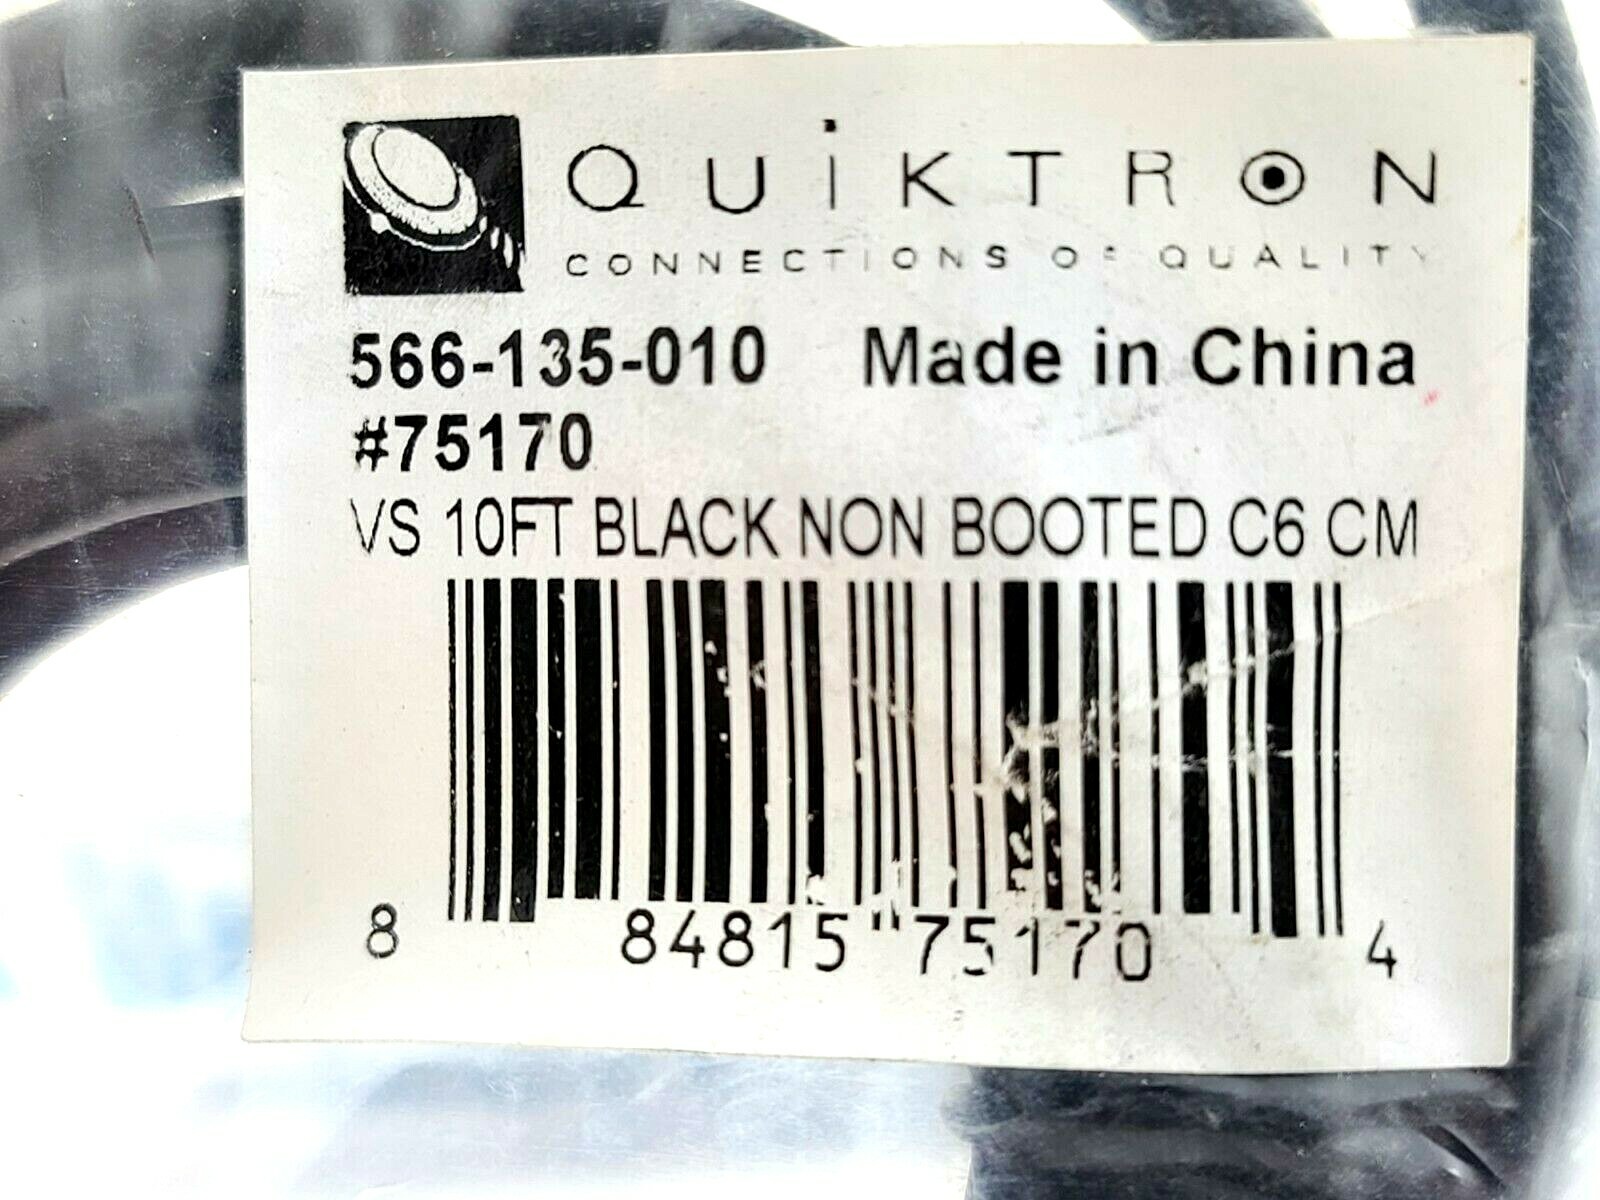 QUiKTRON
CONNECTIONS OF QUALITY
566-135-010 Made in China
#75170
VS 10FT BLACK NON BOOTED C6 CM
8 84815 75170 4